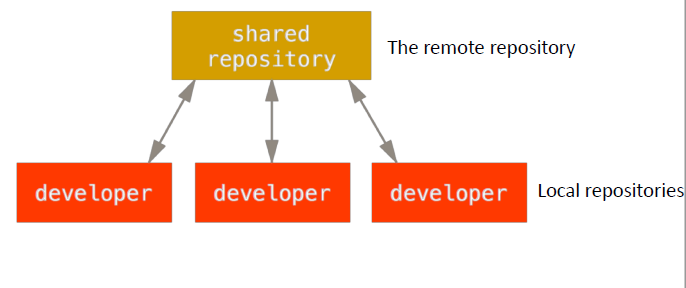 shared
repository
The remote repository
developer
developer
developer
Local repositories